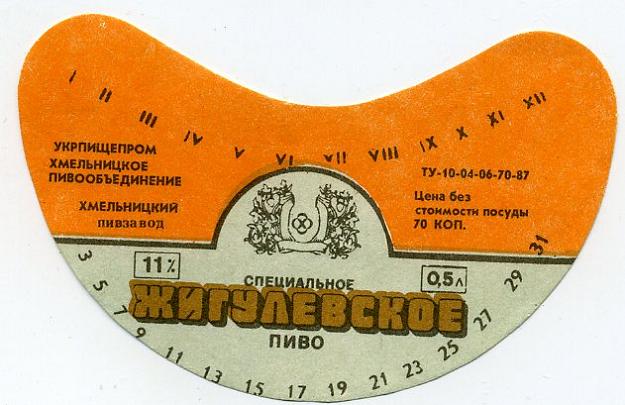 I II III IV V VI VII VIII IX X XI XII
УКРПИЩЕПРОМ
ХМЕЛЬНИЦКОЕ
ПИВООБЪЕДИНЕНИЕ
ХМЕЛЬНИЦКИЙ
пивзавод
ТУ-10-04-06-70-87
Цена без
стоимости посуды
70 КОП.
11%
СПЕЦИАЛЬНОЕ
0,5л
ЖИГУЛЕВСКОЕ
ПИВО
3 5 7 9 11 13 15 17 19 21 23 25 27 29 31